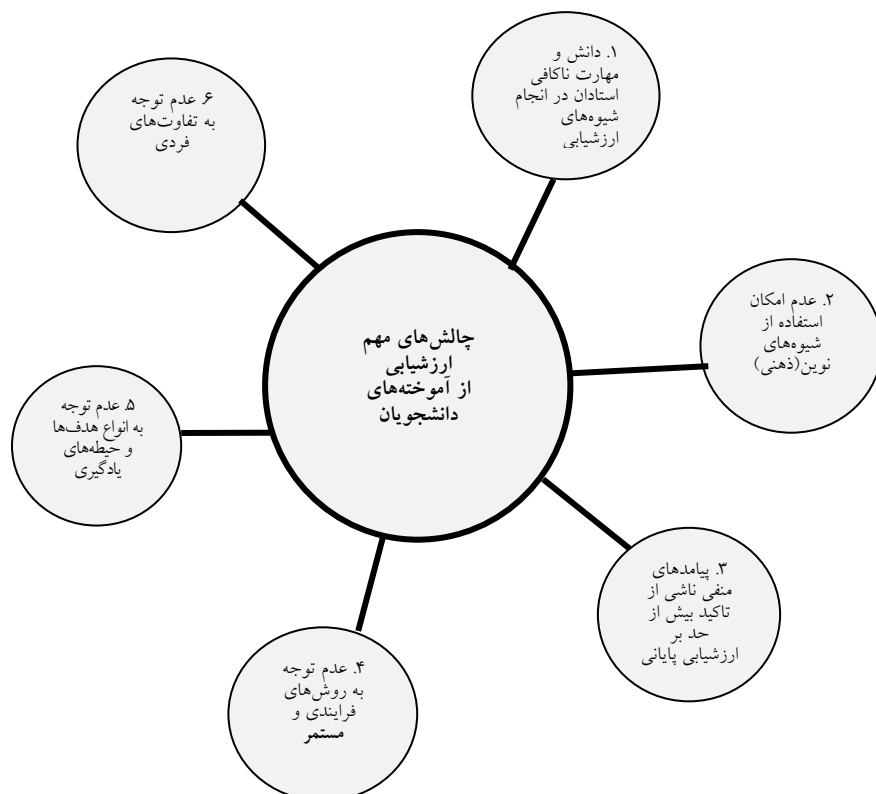 چالش‌های مهم
ارزشیابی
از آموخته‌های
دانشجویان
۱. دانش و
مهارت ناکافی
استادان در انجام
شیوه‌های
ارزشیابی
۲. عدم امکان
استفاده از
شیوه‌های
نوین(ذهنی)
۳. پیامدهای
منفی ناشی از
تاکید بیش از
حد بر
ارزشیابی پایانی
۴. عدم توجه
به روش‌های
فرایندی و
مستمر
۵. عدم توجه
به انواع هدف‌ها
و حیطه‌های
یادگیری
۶. عدم توجه
به تفاوت‌های
فردی